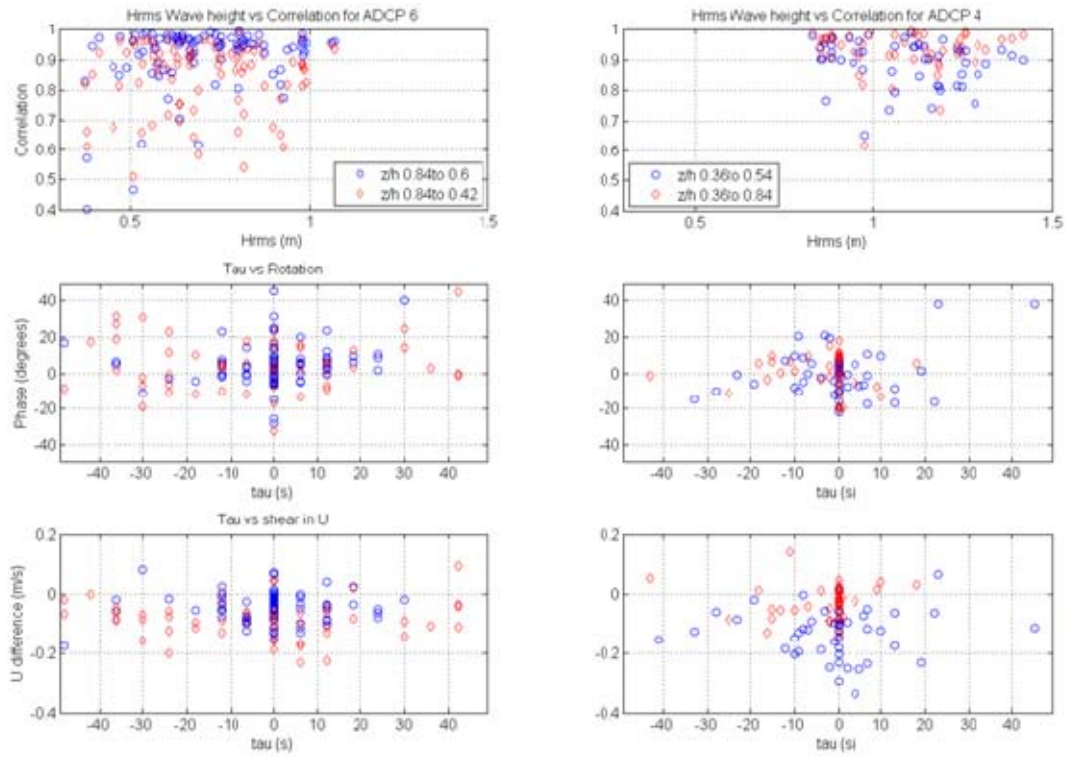 Hrms Wave height vs Correlation for ADCP 6
1
0.9
0.8
0.7
0.6
0.5
0.4
Correlation
z/h 0.84to 0.6
z/h 0.84to 0.42
0.5 1 1.5
Hrms (m)
Hrms Wave height vs Correlation for ADCP 4
1
0.9
0.8
0.7
0.6
0.5
0.4
z/h 0.36to 0.54
z/h 0.36to 0.84
0.5 1 1.5
Hrms (m)
Tau vs Rotation
40
20
0
-20
-40
Phase (degrees)
-40 -30 -20 -10 0 10 20 30 40
tau (s)
40
20
0
-20
-40
-40 -30 -20 -10 0 10 20 30 40
tau (s)
Tau vs shear in U
0.2
0
-0.2
-0.4
U difference (m/s)
-40 -30 -20 -10 0 10 20 30 40
tau (s)
0.2
0
-0.2
-0.4
-40 -30 -20 -10 0 10 20 30 40
tau (s)